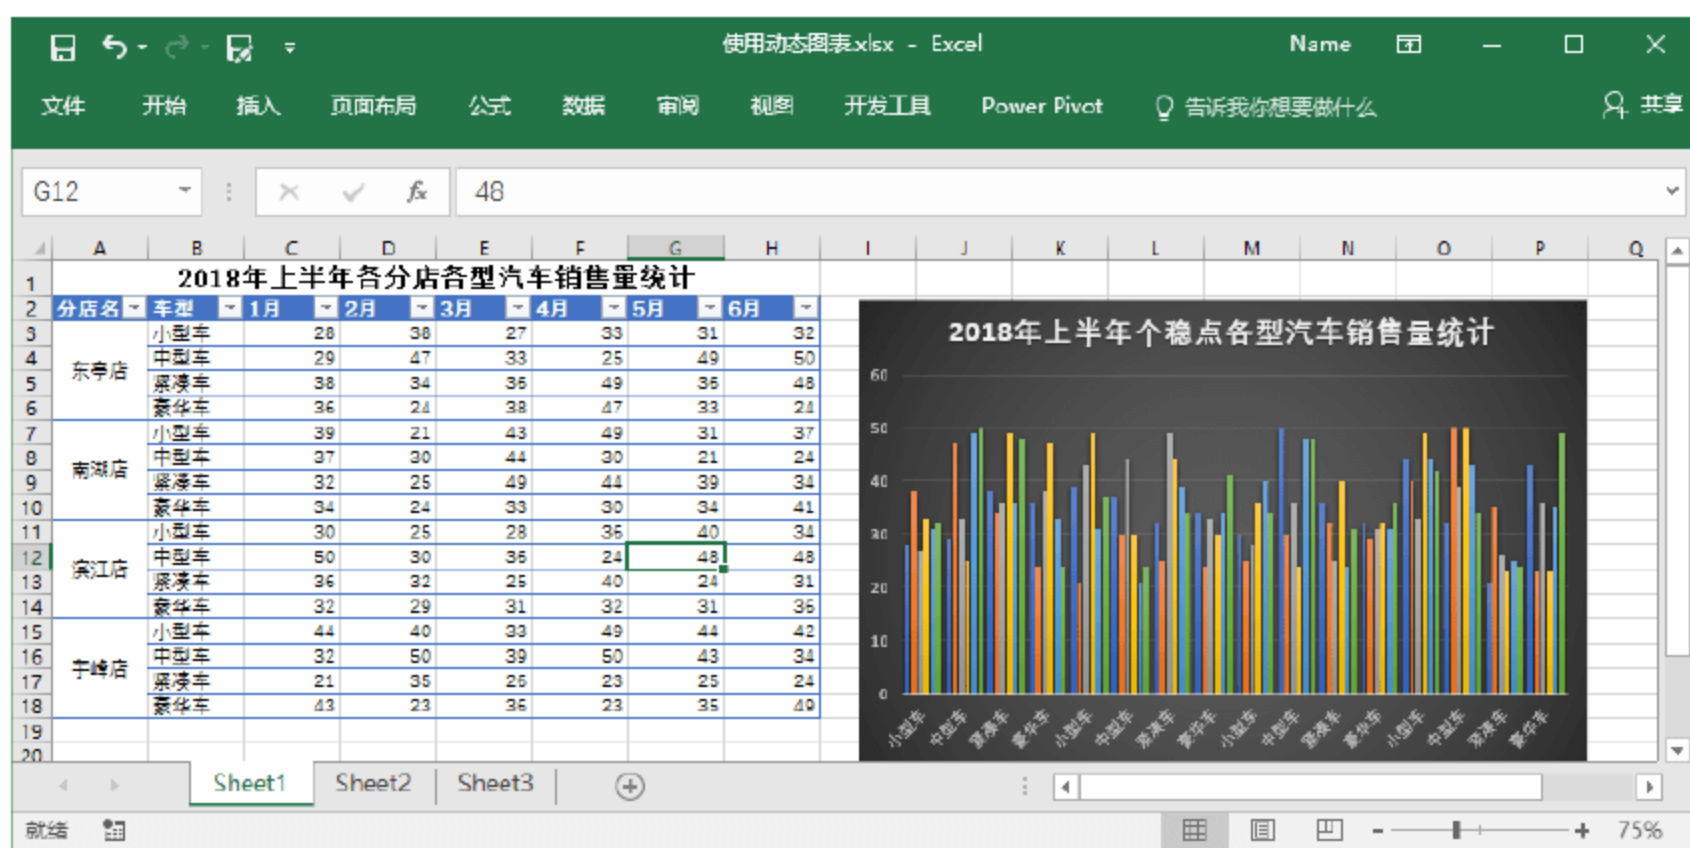 使用动态图表.xlsx - Excel
Name
文件 开始 插入 页面布局 公式 数据 审阅 视图 开发工具 Power Pivot 告诉我你想要做什么 共享
G12 fx 48
A B C D E F G H I J K L M N O P Q
1 2018年上半年各分店各型汽车销售量统计
2 分店名 车型 1月 2月 3月 4月 5月 6月
3 东亭店 小型车 28 38 27 33 31 32
4 中型车 29 47 33 25 49 50
5 紧凑车 38 34 36 49 36 48
6 豪华车 36 24 38 47 33 24
7 南湖店 小型车 39 21 43 49 31 37
8 中型车 37 30 44 30 21 24
9 紧凑车 32 25 49 44 39 34
10 豪华车 34 24 33 30 34 41
11 滨江店 小型车 30 25 28 36 40 34
12 中型车 50 30 36 24 48 48
13 紧凑车 36 32 25 40 24 31
14 豪华车 32 29 31 32 31 36
15 宇峰店 小型车 44 40 33 49 44 42
16 中型车 32 50 39 50 43 34
17 紧凑车 21 35 26 23 25 24
18 豪华车 43 23 36 23 35 49
19
20
2018年上半年个稳点各型汽车销售量统计
60
50
40
30
20
10
0
小型车 中型车 紧凑车 豪华车 小型车 中型车 紧凑车 豪华车 小型车 中型车 紧凑车 豪华车 小型车 中型车 紧凑车 豪华车
Sheet1 Sheet2 Sheet3
就绪 75%